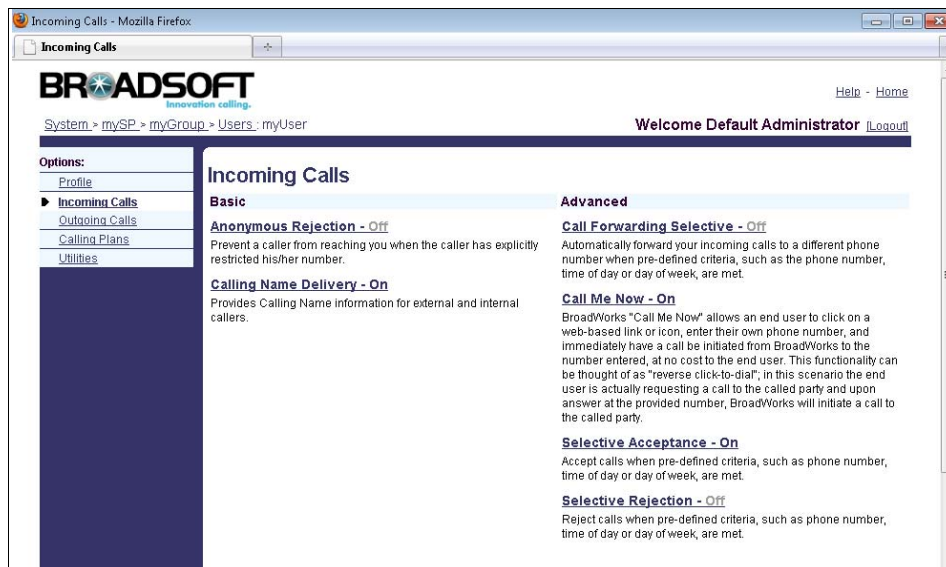 Incoming Calls - Mozilla Firefox
Incoming Calls
BROADSOFT
Innovation calling.
Help - Home
System > mySP > myGroup > Users : myUser
Welcome Default Administrator [Logout]
Options:
Profile
Incoming Calls
Outgoing Calls
Calling Plans
Utilities
Incoming Calls
Basic
Anonymous Rejection - Off
Prevent a caller from reaching you when the caller has explicitly
restricted his/her number.
Calling Name Delivery - On
Provides Calling Name information for external and internal
callers.
Advanced
Call Forwarding Selective - Off
Automatically forward your incoming calls to a different phone
number when pre-defined criteria, such as the phone number,
time of day or day of week, are met.
Call Me Now - On
BroadWorks "Call Me Now" allows an end user to click on a
web-based link or icon, enter their own phone number, and
immediately have a call be initiated from BroadWorks to the
number entered, at no cost to the end user. This functionality can
be thought of as "reverse click-to-dial"; in this scenario the end
user is actually requesting a call to the called party and upon
answer at the provided number, BroadWorks will initiate a call to
the called party.
Selective Acceptance - On
Accept calls when pre-defined criteria, such as phone number,
time of day or day of week, are met.
Selective Rejection - Off
Reject calls when pre-defined criteria, such as phone number,
time of day or day of week, are met.